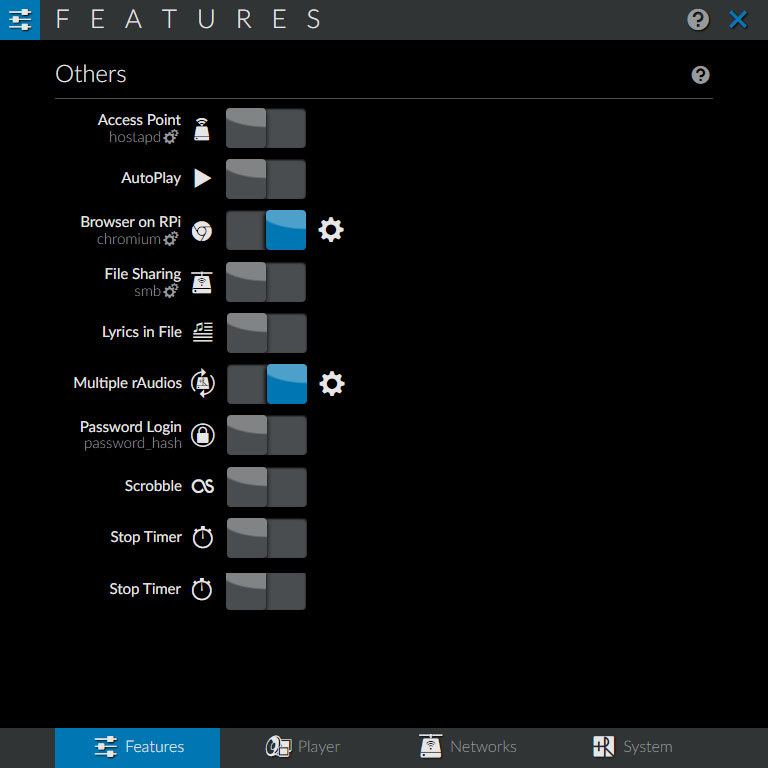 FEATURES
Others
Access Point
hostapd
AutoPlay
Browser on RPi
chromium
File Sharing
smb
Lyrics in File
Multiple rAudios
Password Login
password_hash
Scrobble
Stop Timer
Stop Timer
Features Player Networks System